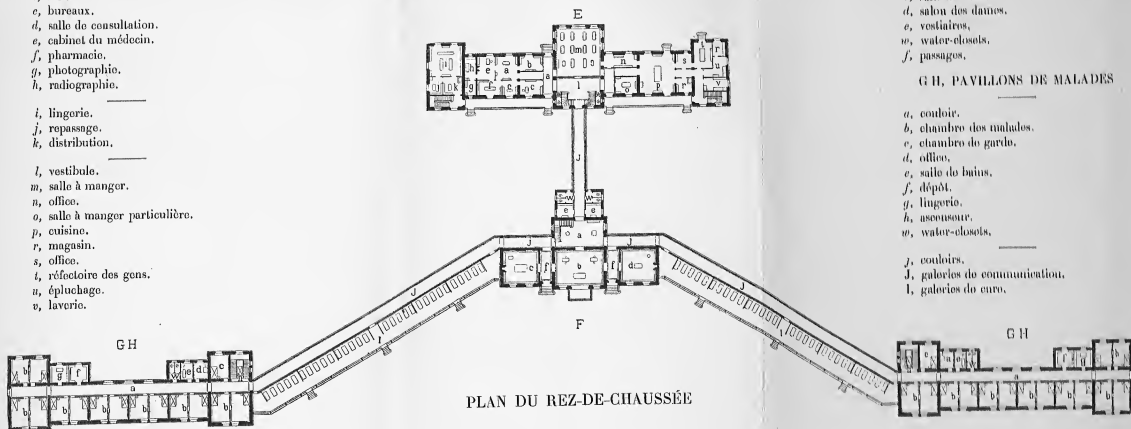 c, bureaux.
d, salle de consultation.
e, cabinet du médecin.
f, pharmacie.
g, photographie.
h, radiographie.
i, lingerie.
j, repassage.
k, distribution.
l, vestibule.
m, salle à manger.
n, office.
o, salle à manger particulière.
p, cuisine.
r, magasin.
s, office.
t, réfectoire des gens.
u, épluchage.
v, laverie.
E
F
GH
PLAN DU REZ-DE-CHAUSSÉE
d, salon des dames.
e, vestiaires,
w, water-closets.
f, passages.
GH, PAVILLONS DE MALADES
a, couloir.
b, chambre des malades.
c, chambre de garde.
d, office.
e, salle de bains.
f, dépôt.
g, lingerie.
h, ascenseur.
w, water-closets.
j, couloirs.
J, galeries de communication.
l, galeries de cure.
GH